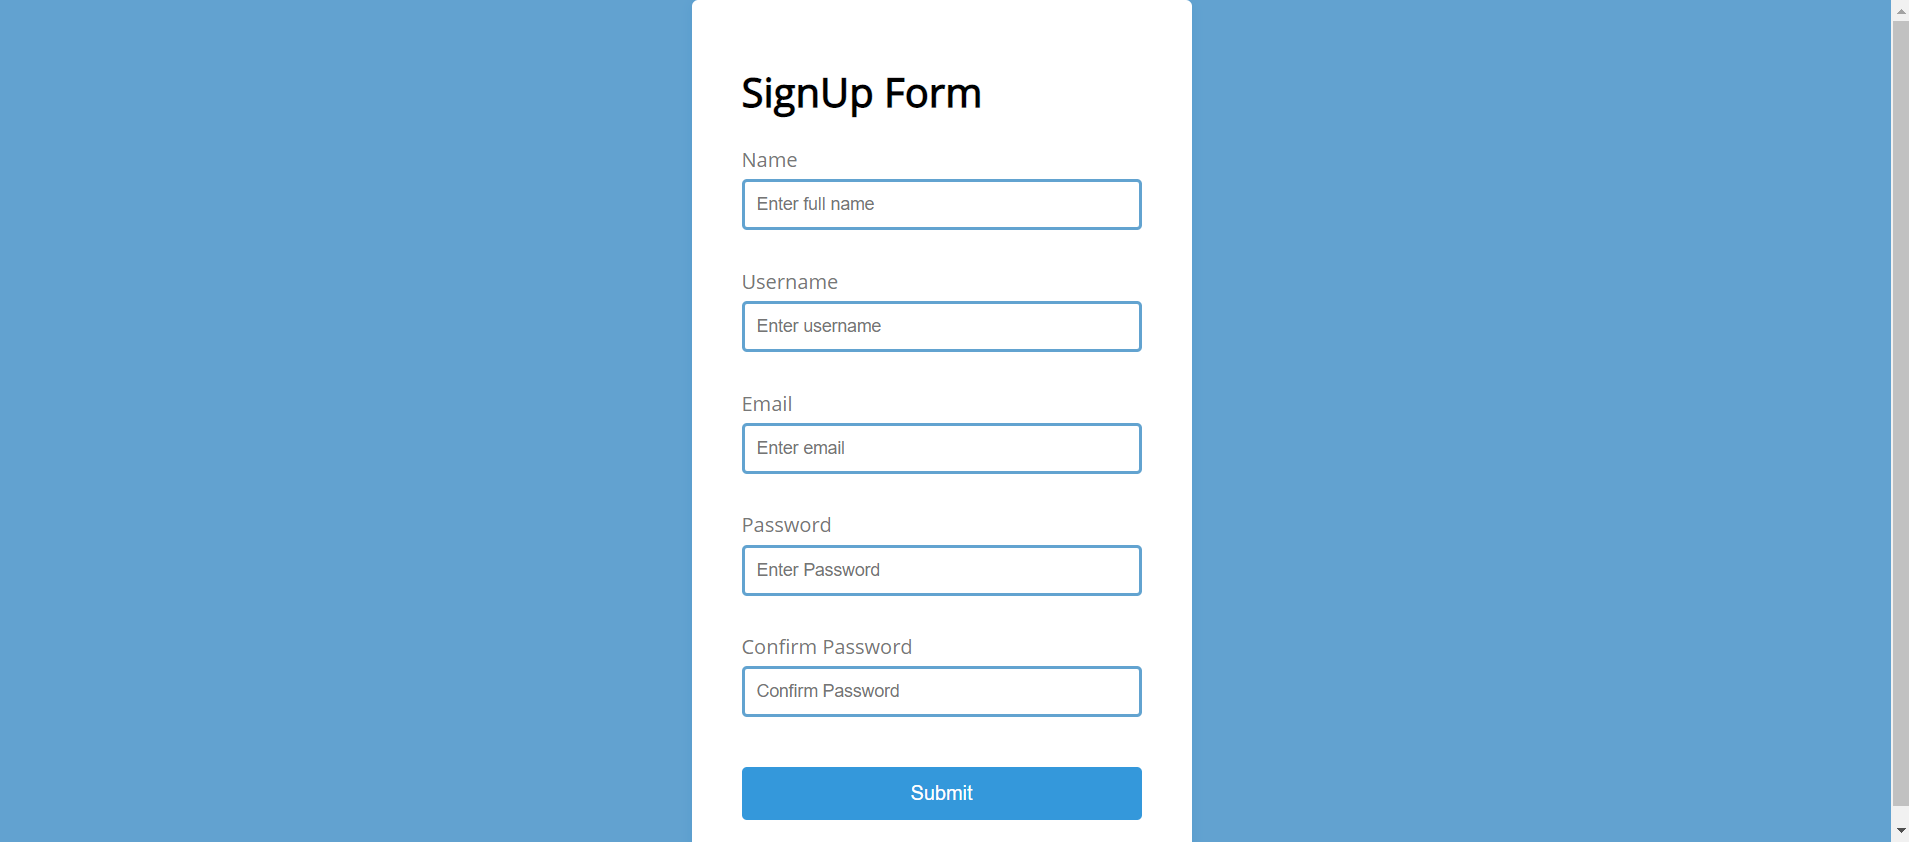 SignUp Form
Name
Enter full name
Username
Enter username
Email
Enter email
Password
Enter Password
Confirm Password
Confirm Password
Submit